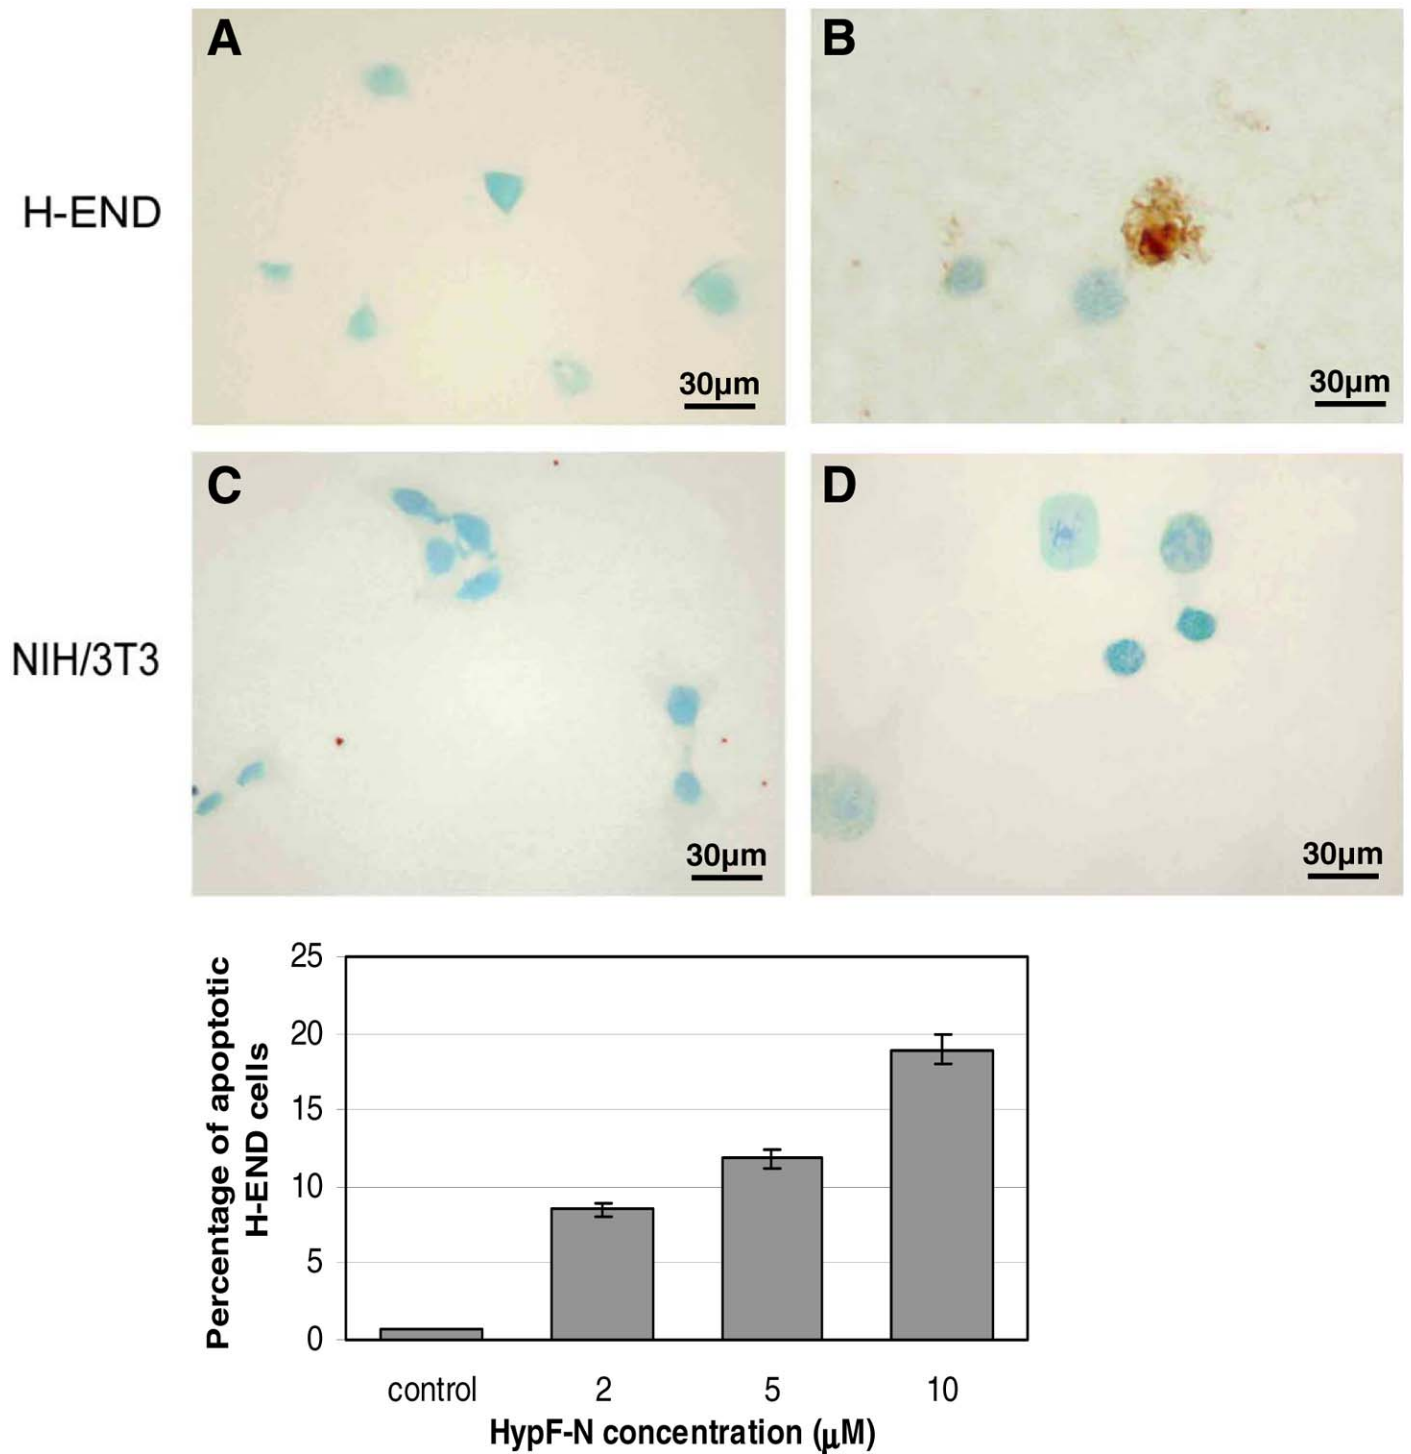 A
B
H-END
30μm
30μm
C
D
NIH/3T3
30μm
30μm
Percentage of apoptotic
H-END cells
25
20
15
10
5
0
control 2 5 10
HypF-N concentration (μM)